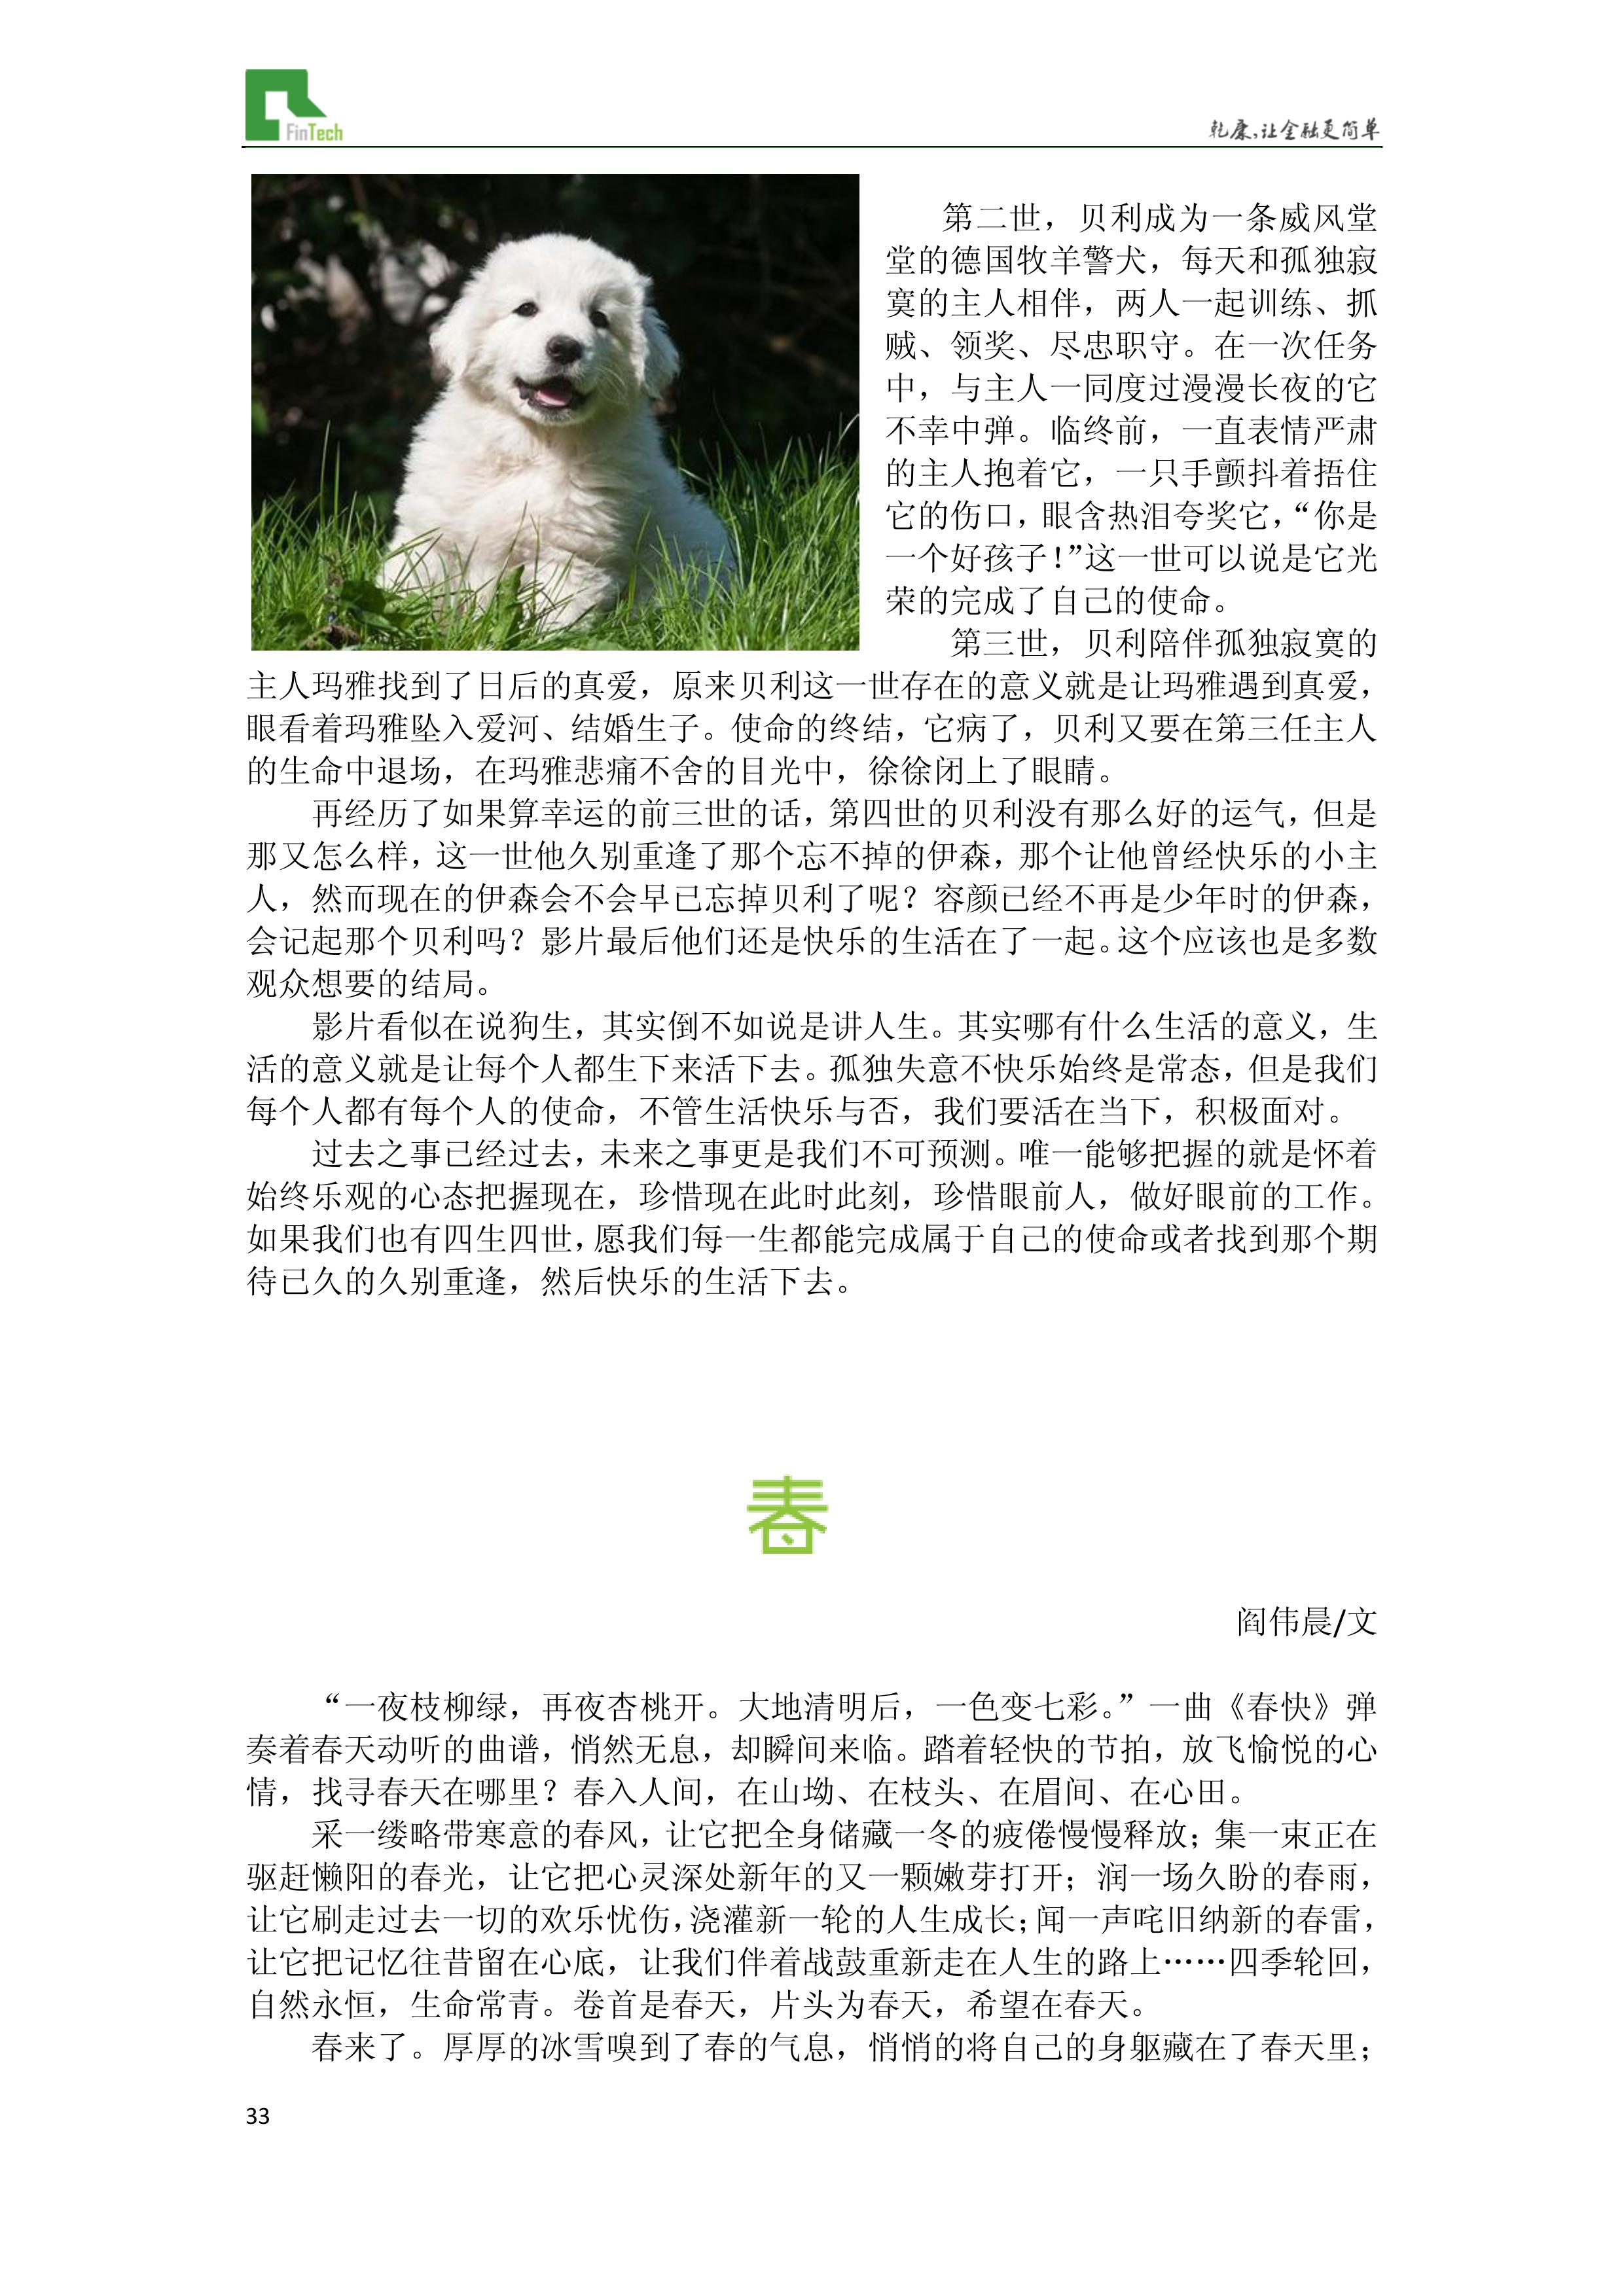 FinTech
乾康,让金融更简单
第二世，贝利成为一条威风堂
堂的德国牧羊警犬，每天和孤独寂
寞的主人相伴，两人一起训练、抓
贼、领奖、尽忠职守。在一次任务
中，与主人一同度过漫漫长夜的它
不幸中弹。临终前，一直表情严肃
的主人抱着它，一只手颤抖着捂住
它的伤口，眼含热泪夸奖它，“你是
一个好孩子！”这一世可以说是它光
荣的完成了自己的使命。
第三世，贝利陪伴孤独寂寞的
主人玛雅找到了日后的真爱，原来贝利这一世存在的意义就是让玛雅遇到真爱，
眼看着玛雅坠入爱河、结婚生子。使命的终结，它病了，贝利又要在第三任主人
的生命中退场，在玛雅悲痛不舍的目光中，徐徐闭上了眼睛。
再经历了如果算幸运的前三世的话，第四世的贝利没有那么好的运气，但是
那又怎么样，这一世他久别重逢了那个忘不掉的伊森，那个让他曾经快乐的小主
人，然而现在的伊森会不会早已忘掉贝利了呢？容颜已经不再是少年时的伊森，
会记起那个贝利吗？影片最后他们还是快乐的生活在了一起。这个应该也是多数
观众想要的结局。
影片看似在说狗生，其实倒不如说是讲人生。其实哪有什么生活的意义，生
活的意义就是让每个人都生下来活下去。孤独失意不快乐始终是常态，但是我们
每个人都有每个人的使命，不管生活快乐与否，我们要活在当下，积极面对。
过去之事已经过去，未来之事更是我们不可预测。唯一能够把握的就是怀着
始终乐观的心态把握现在，珍惜现在此时此刻，珍惜眼前人，做好眼前的工作。
如果我们也有四生四世，愿我们每一生都能完成属于自己的使命或者找到那个期
待已久的久别重逢，然后快乐的生活下去。
春
阎伟晨/文
“一夜枝柳绿，再夜杏桃开。大地清明后，一色变七彩。”一曲《春快》弹
奏着春天动听的曲谱，悄然无息，却瞬间来临。踏着轻快的节拍，放飞愉悦的心
情，找寻春天在哪里？春入人间，在山坳、在枝头、在眉间、在心田。
采一缕略带寒意的春风，让它把全身储藏一冬的疲倦慢慢释放；集一束正在
驱赶懒阳的春光，让它把心灵深处新年的又一颗嫩芽打开；润一场久盼的春雨，
让它刷走过去一切的欢乐忧伤，浇灌新一轮的人生成长；闻一声咤旧纳新的春雷，
让它把记忆往昔留在心底，让我们伴着战鼓重新走在人生的路上……四季轮回，
自然永恒，生命常青。卷首是春天，片头为春天，希望在春天。
春来了。厚厚的冰雪嗅到了春的气息，悄悄的将自己的身躯藏在了春天里；
33